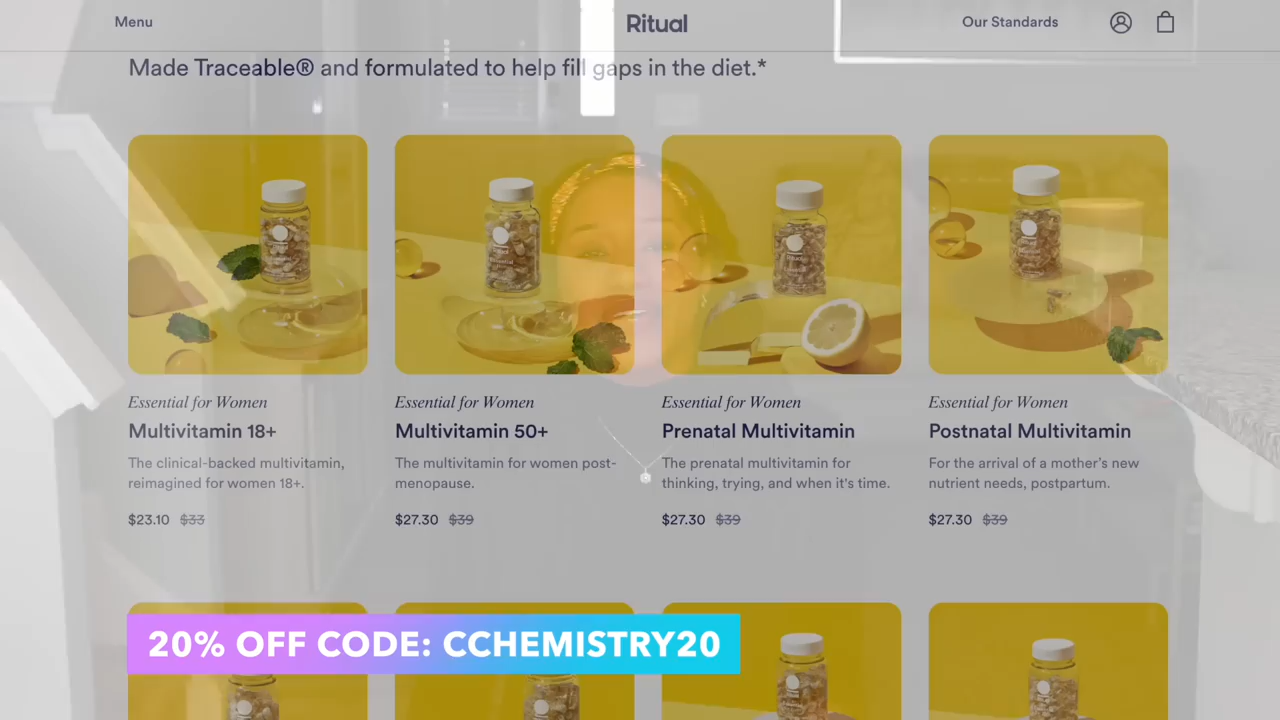 Menu
Ritual
Our Standards
Made Traceable® and formulated to help fill gaps in the diet.*
Essential for Women
Multivitamin 18+
The clinical-backed multivitamin,
reimagined for women 18+.
$23.10 $33
Essential for Women
Multivitamin 50+
The multivitamin for women post-
menopause.
$27.30 $39
Essential for Women
Prenatal Multivitamin
The prenatal multivitamin for
thinking, trying, and when it's time.
$27.30 $39
Essential for Women
Postnatal Multivitamin
For the arrival of a mother’s new
nutrient needs, postpartum.
$27.30 $39
20% OFF CODE: CCHEMISTRY20